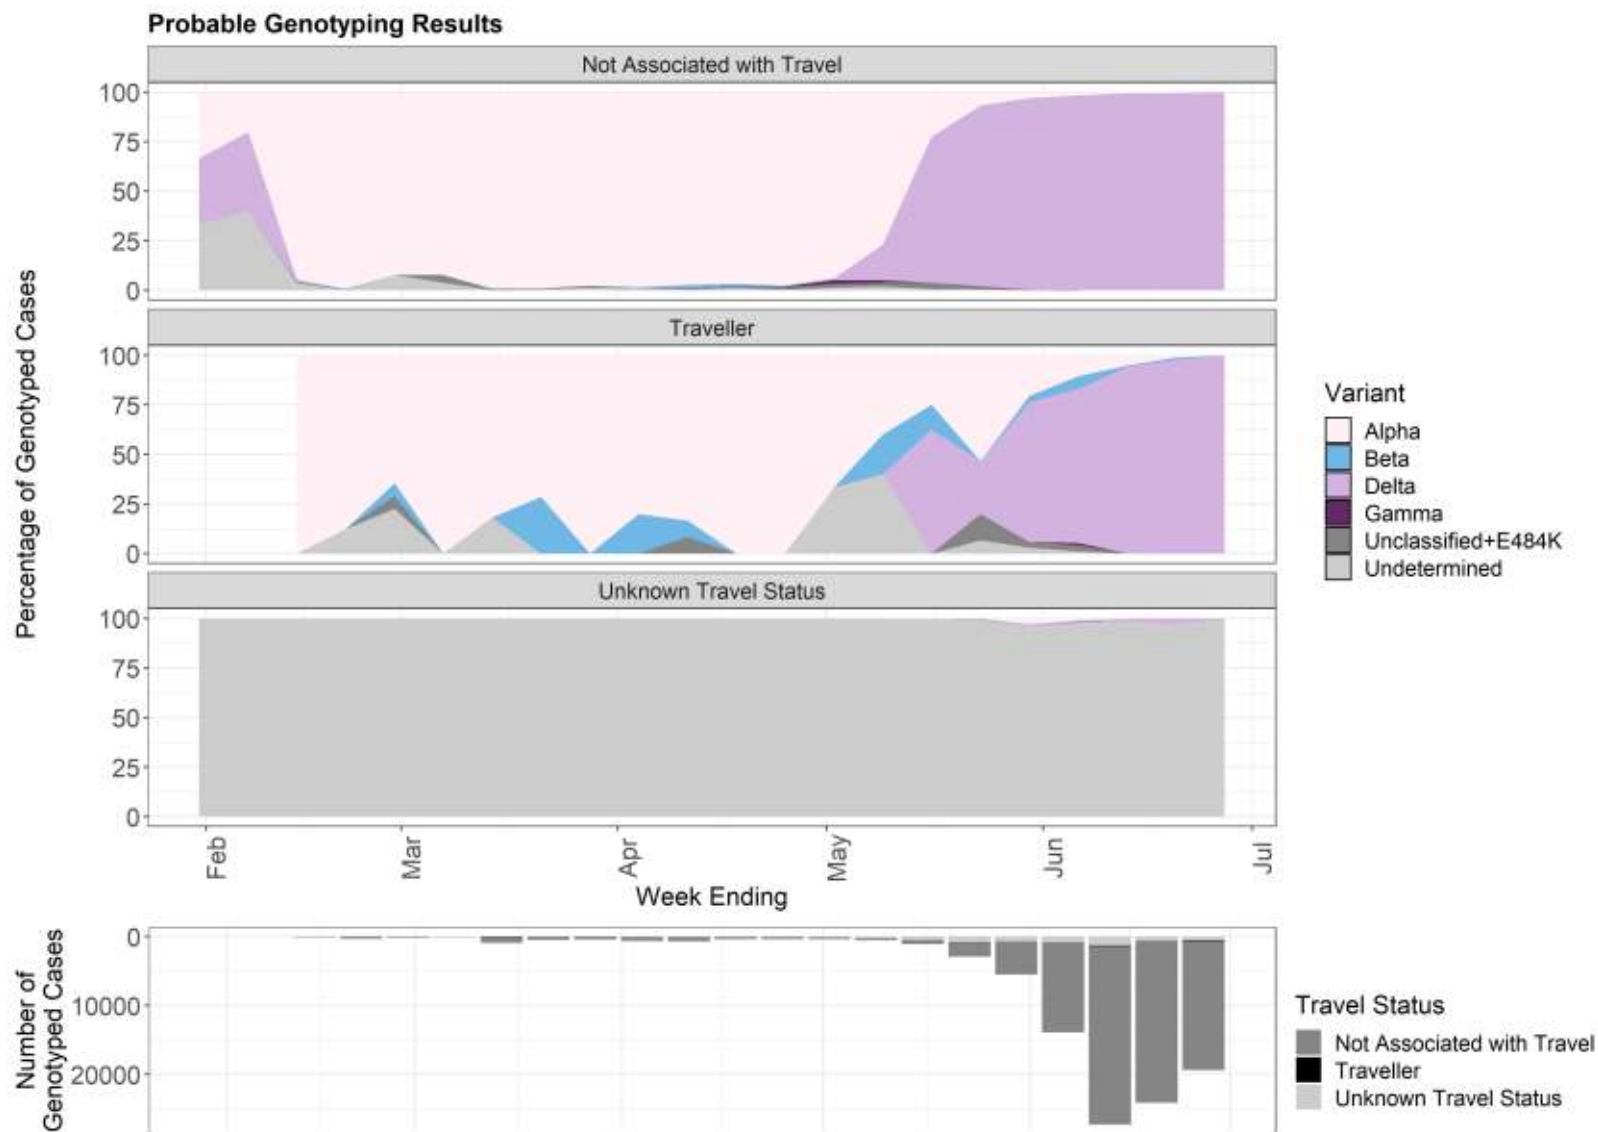 Probable Genotyping Results
Not Associated with Travel
100
75
50
25
0
Traveller
100
75
50
25
0
Unknown Travel Status
100
75
50
25
0
Percentage of Genotyped Cases
Feb
Mar
Apr
May
Jun
Jul
Week Ending
Variant
Alpha
Beta
Delta
Gamma
Unclassified+E484K
Undetermined
Number of
Genotyped Cases
0
10000
20000
Travel Status
Not Associated with Travel
Traveller
Unknown Travel Status